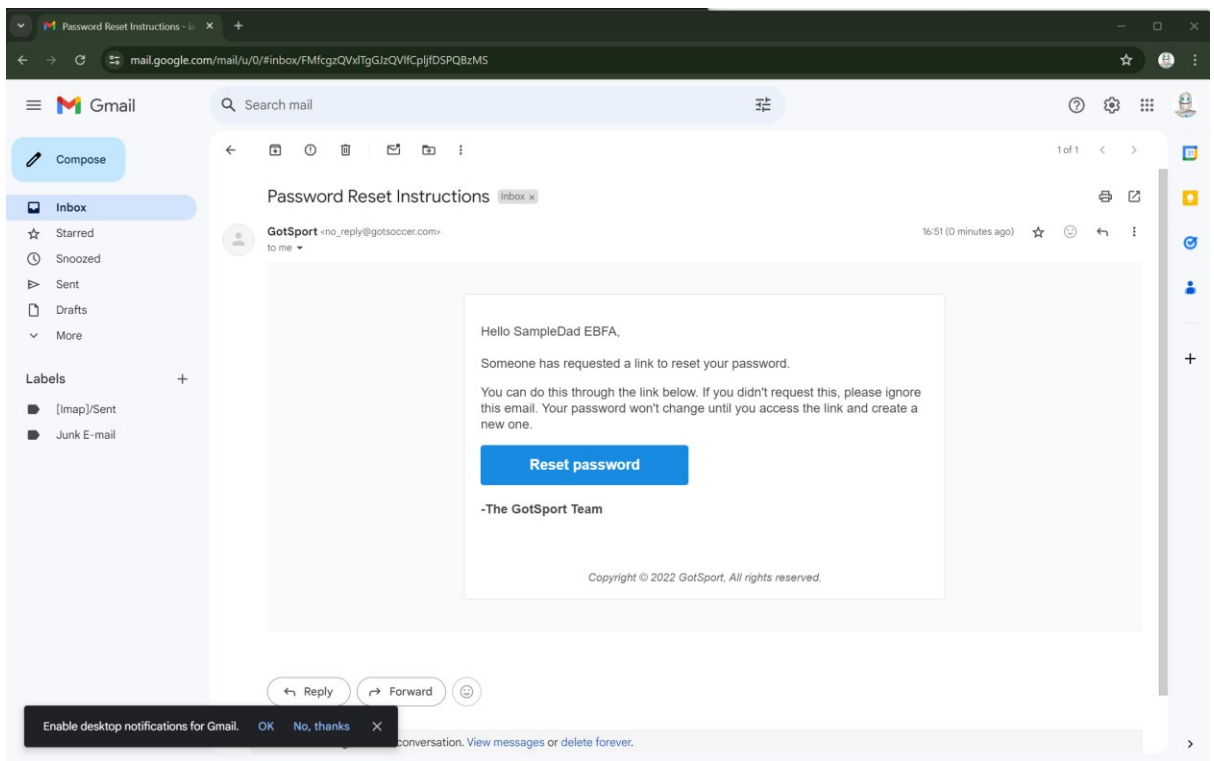 Password Reset Instructions - ia
mail.google.com/mail/u/0/#inbox/FMfcgzQVxlTgGJzQVlfCpljfDSPQBzMS
Gmail
Search mail
Compose
1 of 1
Inbox
Starred
Snoozed
Sent
Drafts
More
Labels
[Imap]/Sent
Junk E-mail
Password Reset Instructions Inbox x
GotSport <no_reply@gotsoccer.com> 16:51 (0 minutes ago)
to me
Hello SampleDad EBFA,
Someone has requested a link to reset your password.
You can do this through the link below. If you didn't request this, please ignore
this email. Your password won't change until you access the link and create a
new one.
Reset password
-The GotSport Team
Copyright © 2022 GotSport, All rights reserved.
Reply Forward
Enable desktop notifications for Gmail. OK No, thanks
conversation. View messages or delete forever.